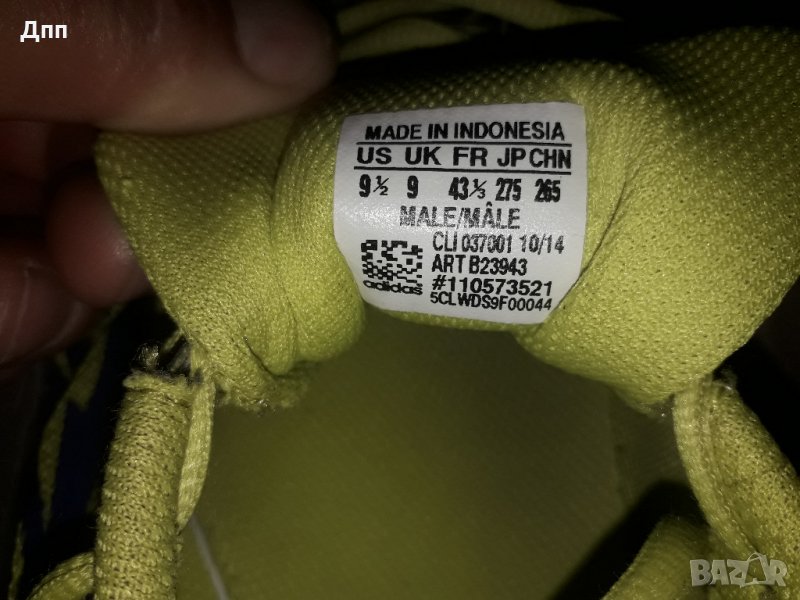 Дпп
MADE IN INDONESIA
US UK FR JP CHN
9 ½ 9 43 ⅓ 275 265
MALE/MÂLE
CLI 037001 10/14
ART B23943
#110573521
adidas
5CLWDS9F00044
BAZAR